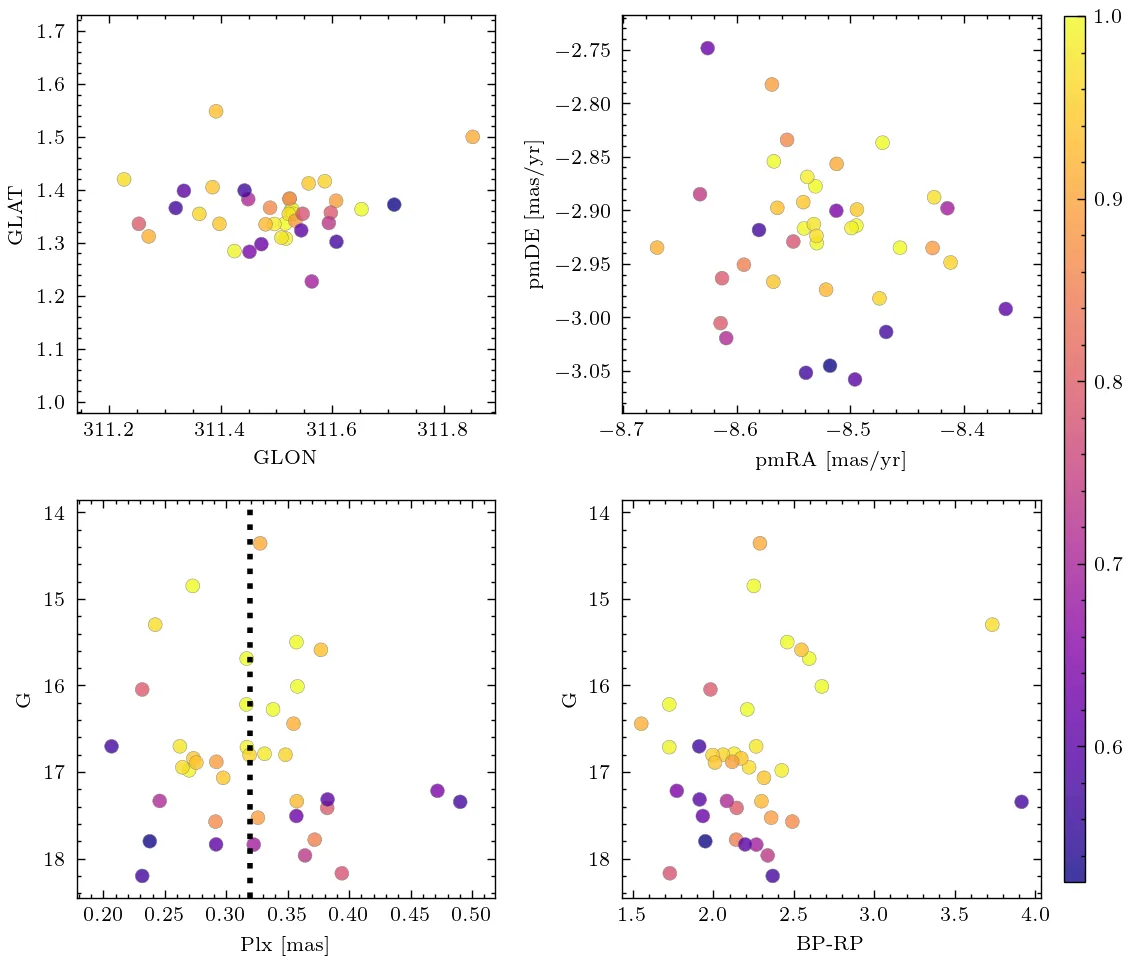 1.7
1.6
1.5
1.4
1.3
1.2
1.1
1.0
GLAT
311.2 311.4 311.6 311.8
GLON
−2.75
−2.80
−2.85
−2.90
−2.95
−3.00
−3.05
pmDE [mas/yr]
−8.7 −8.6 −8.5 −8.4
pmRA [mas/yr]
14
15
16
17
18
G
0.20 0.25 0.30 0.35 0.40 0.45 0.50
Plx [mas]
14
15
16
17
18
G
1.5 2.0 2.5 3.0 3.5 4.0
BP-RP
1.0
0.9
0.8
0.7
0.6